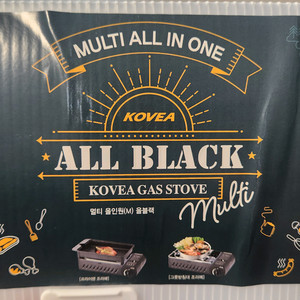 MULTI ALL IN ONE
KOVEA
ALL BLACK
KOVEA GAS STOVE
Multi
멀티 올인원(M) 올블랙